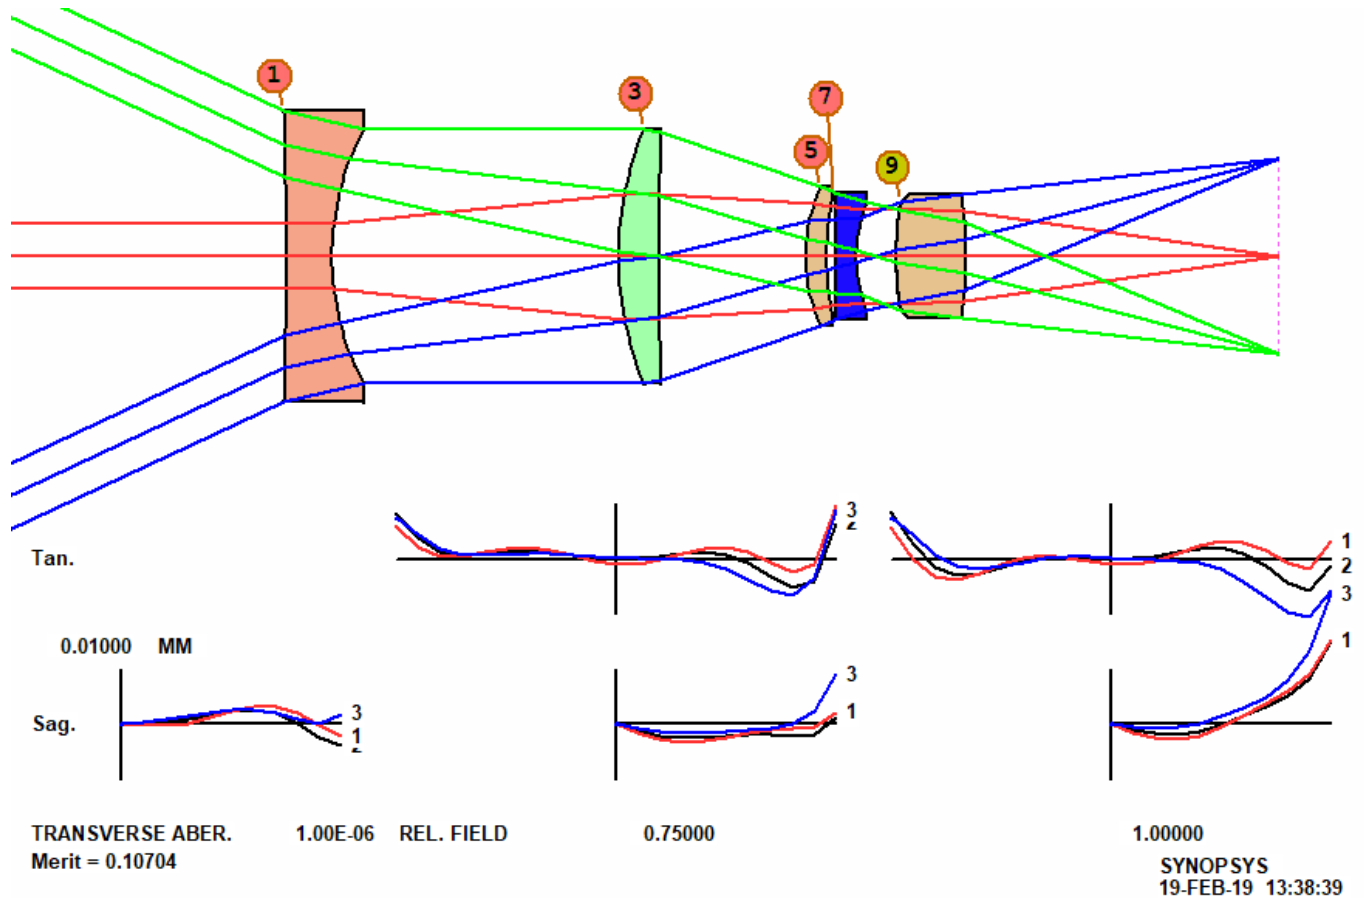 1
3
7
5
9
3
2
1
2
3
Tan.
0.01000 MM
3
1
2
3
1
1
Sag.
TRANSVERSE ABER. 1.00E-06 REL. FIELD 0.75000 1.00000
Merit = 0.10704
SYNOPSYS
19-FEB-19 13:38:39